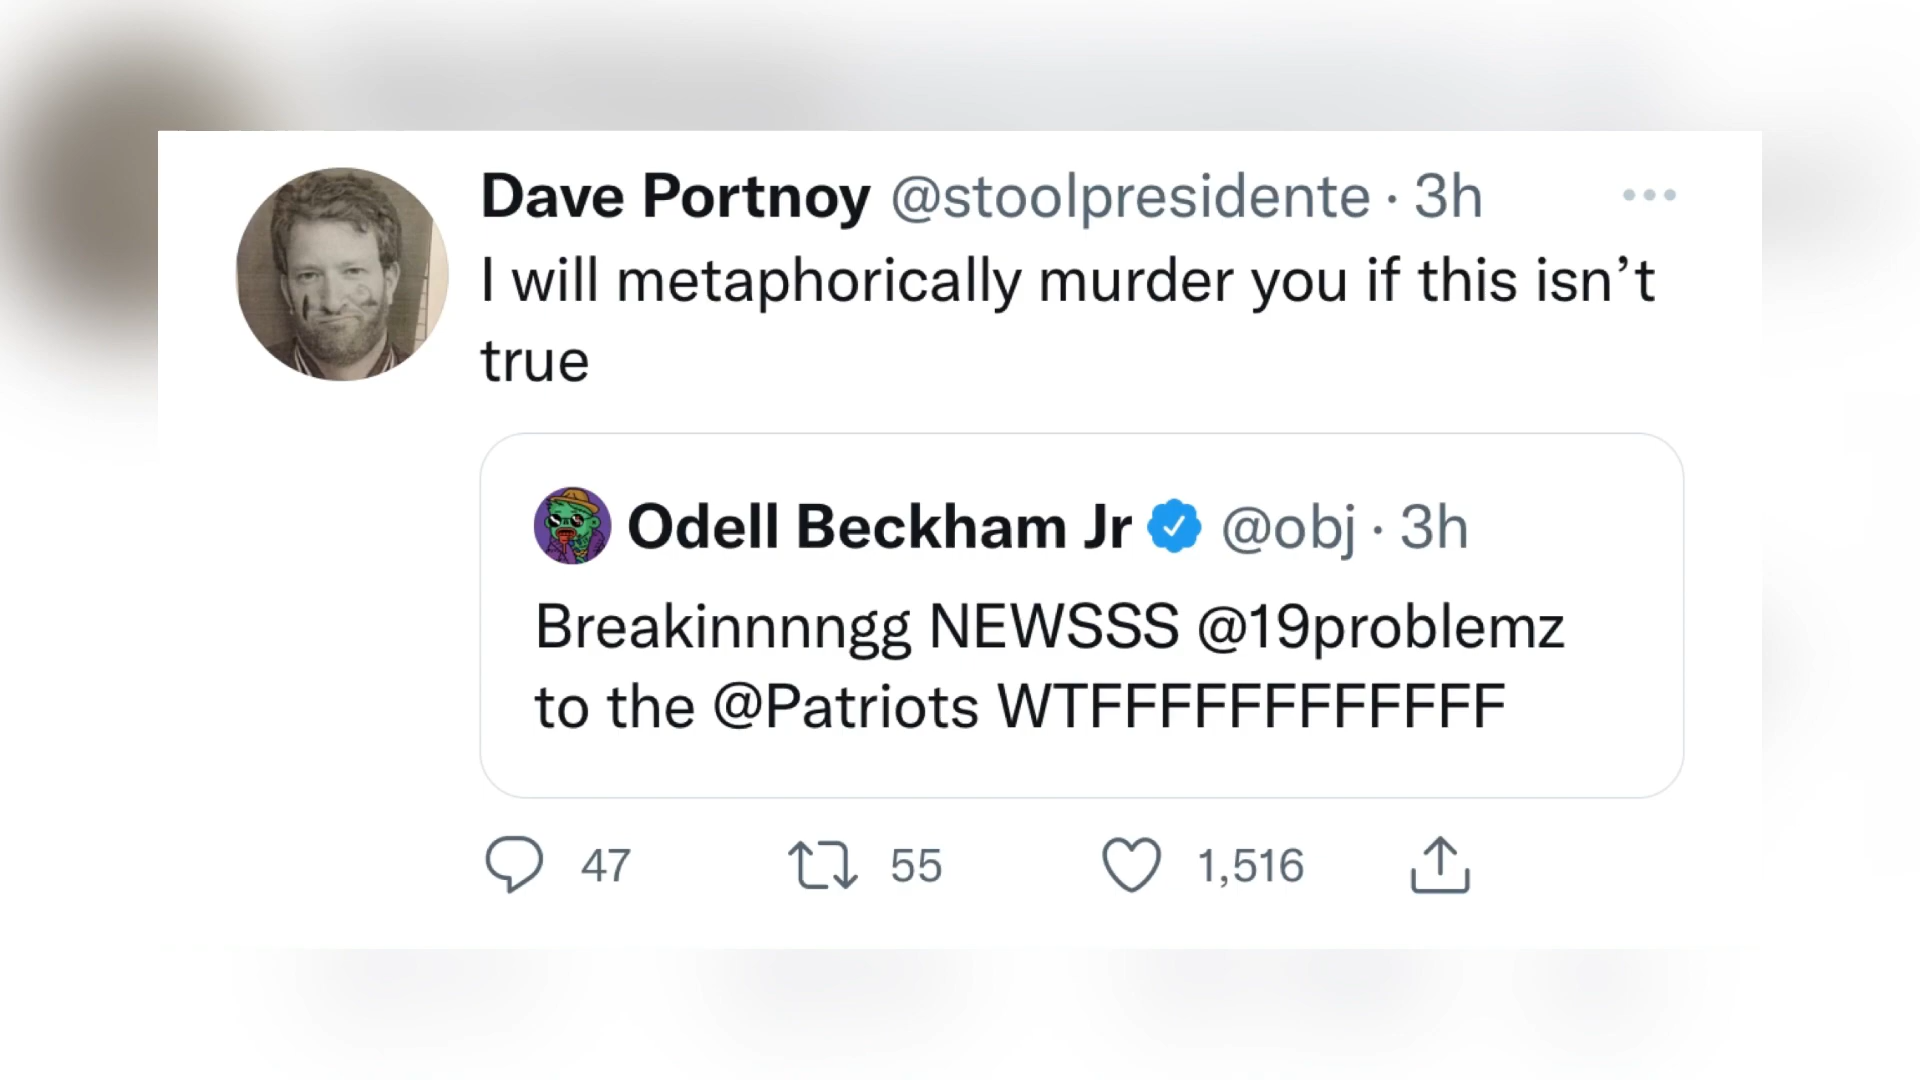 Dave Portnoy @stoolpresidente · 3h
I will metaphorically murder you if this isn’t
true
Odell Beckham Jr @obj · 3h
Breakinnnngg NEWSSS @19problemz
to the @Patriots WTFFFFFFFFFFFF
47 55 1,516